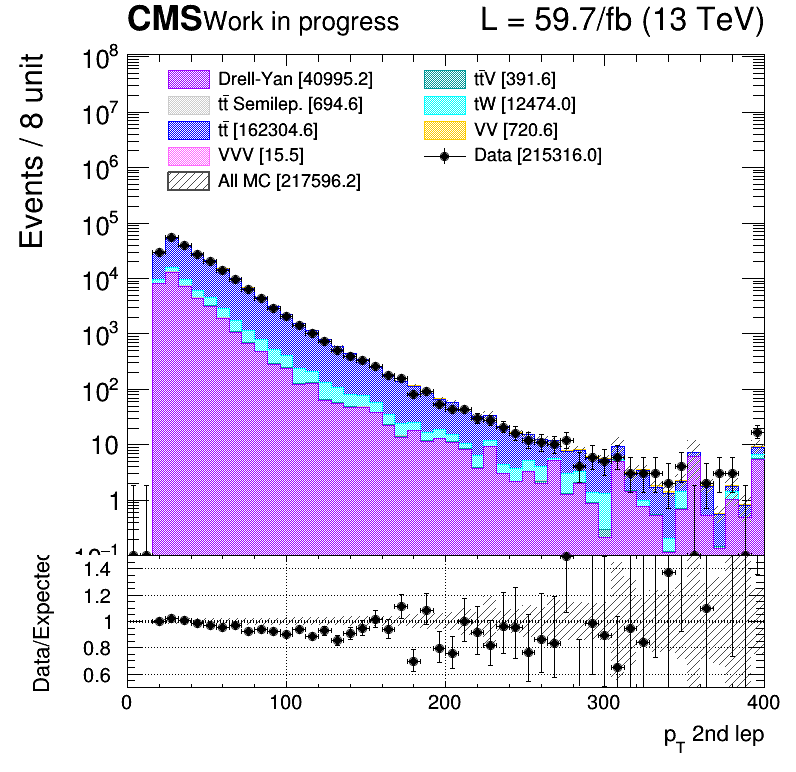 CMS Work in progress L = 59.7/fb (13 TeV)
Events / 8 unit
10^8
10^7
10^6
10^5
10^4
10^3
10^2
10
1
10^−1
Drell-Yan [40995.2]
tt̄ Semilep. [694.6]
tt̄ [162304.6]
VVV [15.5]
All MC [217596.2]
tt̄V [391.6]
tW [12474.0]
VV [720.6]
Data [215316.0]
Data/Expected
1.4
1.2
1
0.8
0.6
0 100 200 300 400
p_T 2nd lep